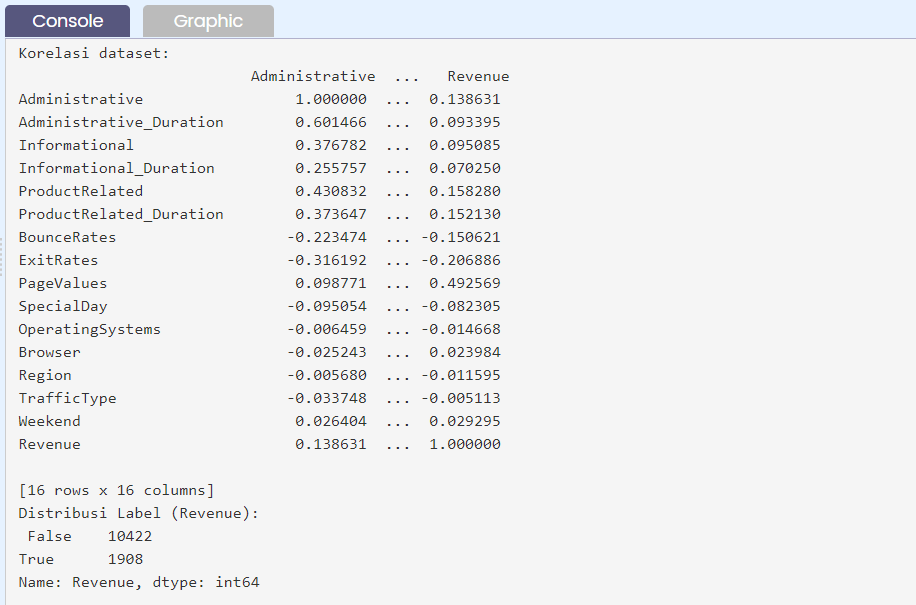 Console Graphic
Korelasi dataset:
                          Administrative  ...   Revenue
Administrative                  1.000000  ...  0.138631
Administrative_Duration         0.601466  ...  0.093395
Informational                   0.376782  ...  0.095085
Informational_Duration          0.255757  ...  0.070250
ProductRelated                  0.430832  ...  0.158280
ProductRelated_Duration         0.373647  ...  0.152130
BounceRates                    -0.223474  ... -0.150621
ExitRates                      -0.316192  ... -0.206886
PageValues                      0.098771  ...  0.492569
SpecialDay                     -0.095054  ... -0.082305
OperatingSystems               -0.006459  ... -0.014668
Browser                        -0.025243  ...  0.023984
Region                         -0.005680  ... -0.011595
TrafficType                    -0.033748  ... -0.005113
Weekend                         0.026404  ...  0.029295
Revenue                         0.138631  ...  1.000000

[16 rows x 16 columns]
Distribusi Label (Revenue):
 False    10422
True      1908
Name: Revenue, dtype: int64